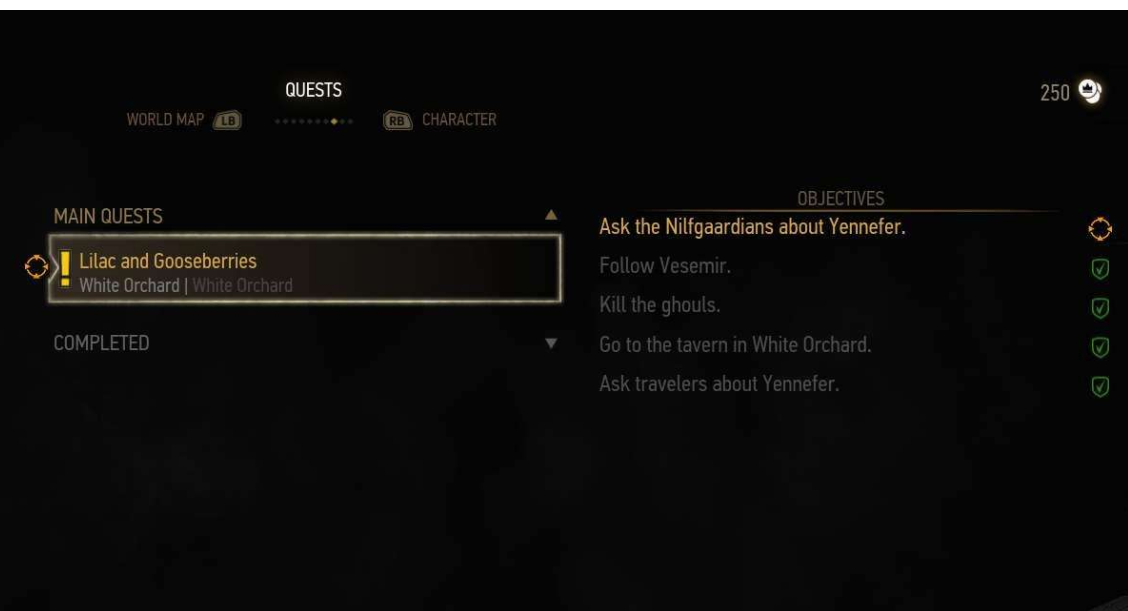 QUESTS
250
WORLD MAP LB RB CHARACTER
MAIN QUESTS
Lilac and Gooseberries
White Orchard | White Orchard
COMPLETED
OBJECTIVES
Ask the Nilfgaardians about Yennefer.
Follow Vesemir.
Kill the ghouls.
Go to the tavern in White Orchard.
Ask travelers about Yennefer.